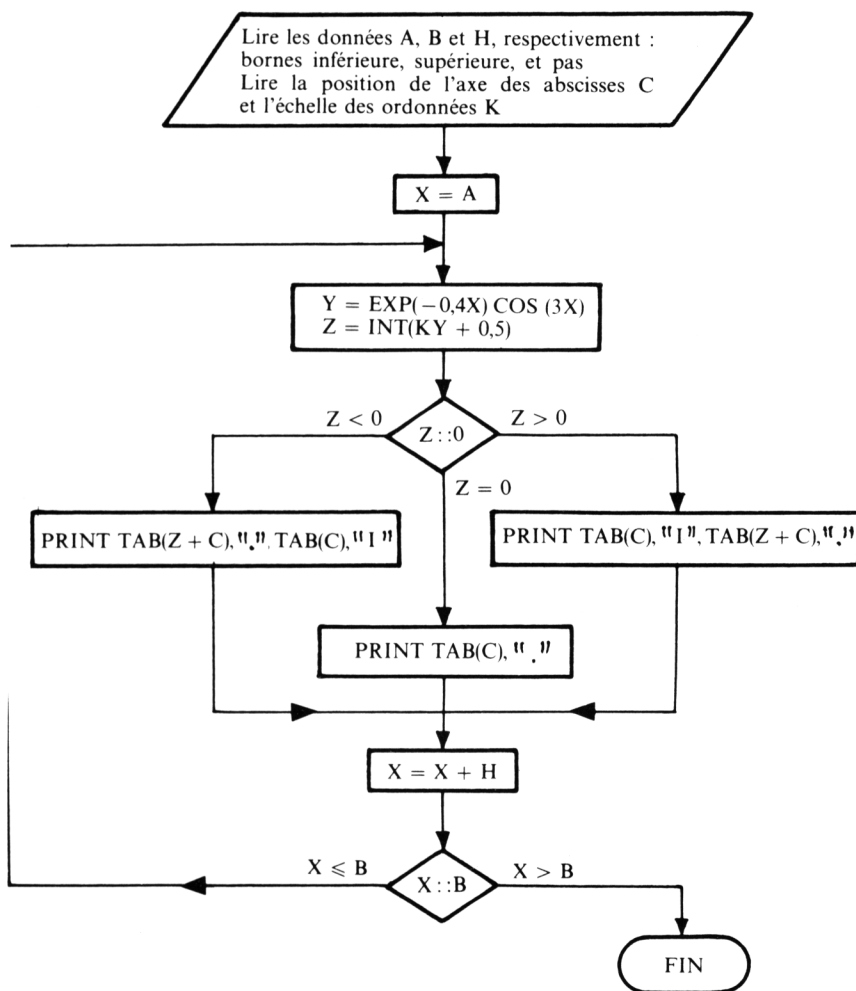 Lire les données A, B et H, respectivement :
bornes inférieure, supérieure, et pas
Lire la position de l'axe des abscisses C
et l'échelle des ordonnées K
X = A
Y = EXP(−0,4X) COS (3X)
Z = INT(KY + 0,5)
Z < 0
Z::0
Z > 0
Z = 0
PRINT TAB(Z + C),".", TAB(C),"I"
PRINT TAB(C), "I", TAB(Z + C),"."
PRINT TAB(C), "."
X = X + H
X ⩽ B
X::B
X > B
FIN